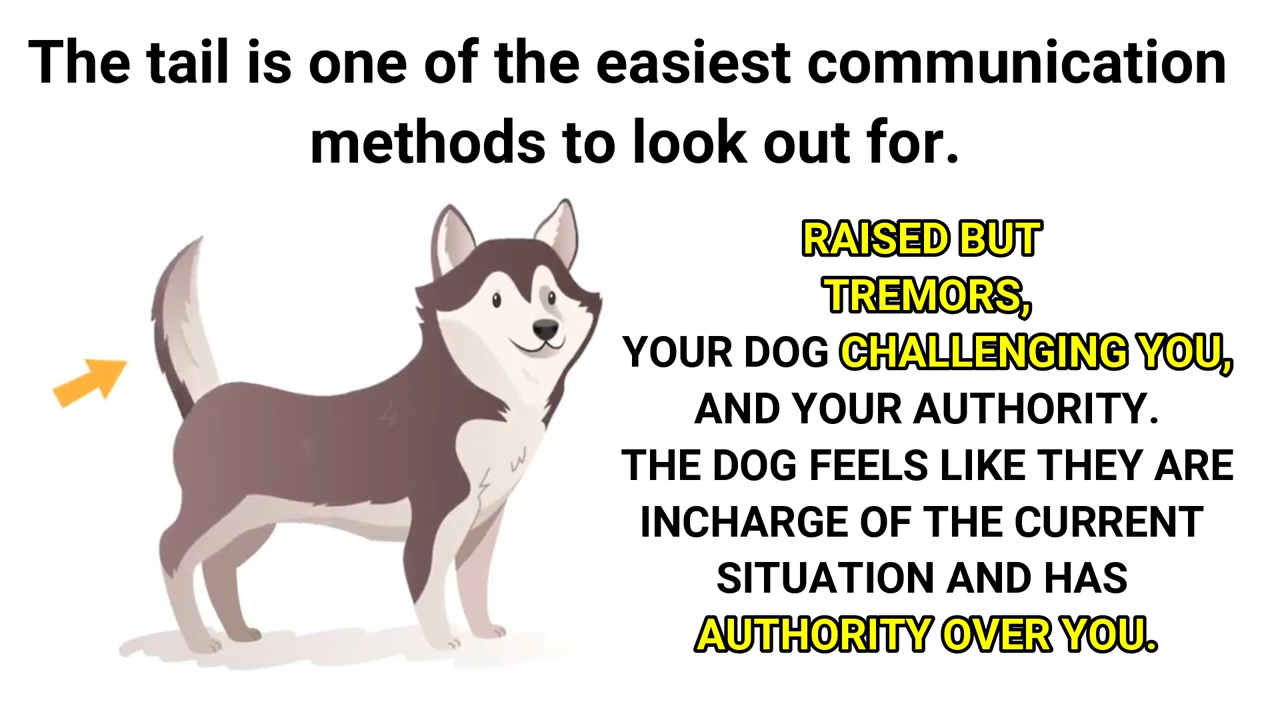 The tail is one of the easiest communication
methods to look out for.
RAISED BUT
TREMORS,
YOUR DOG CHALLENGING YOU,
AND YOUR AUTHORITY.
THE DOG FEELS LIKE THEY ARE
INCHARGE OF THE CURRENT
SITUATION AND HAS
AUTHORITY OVER YOU.